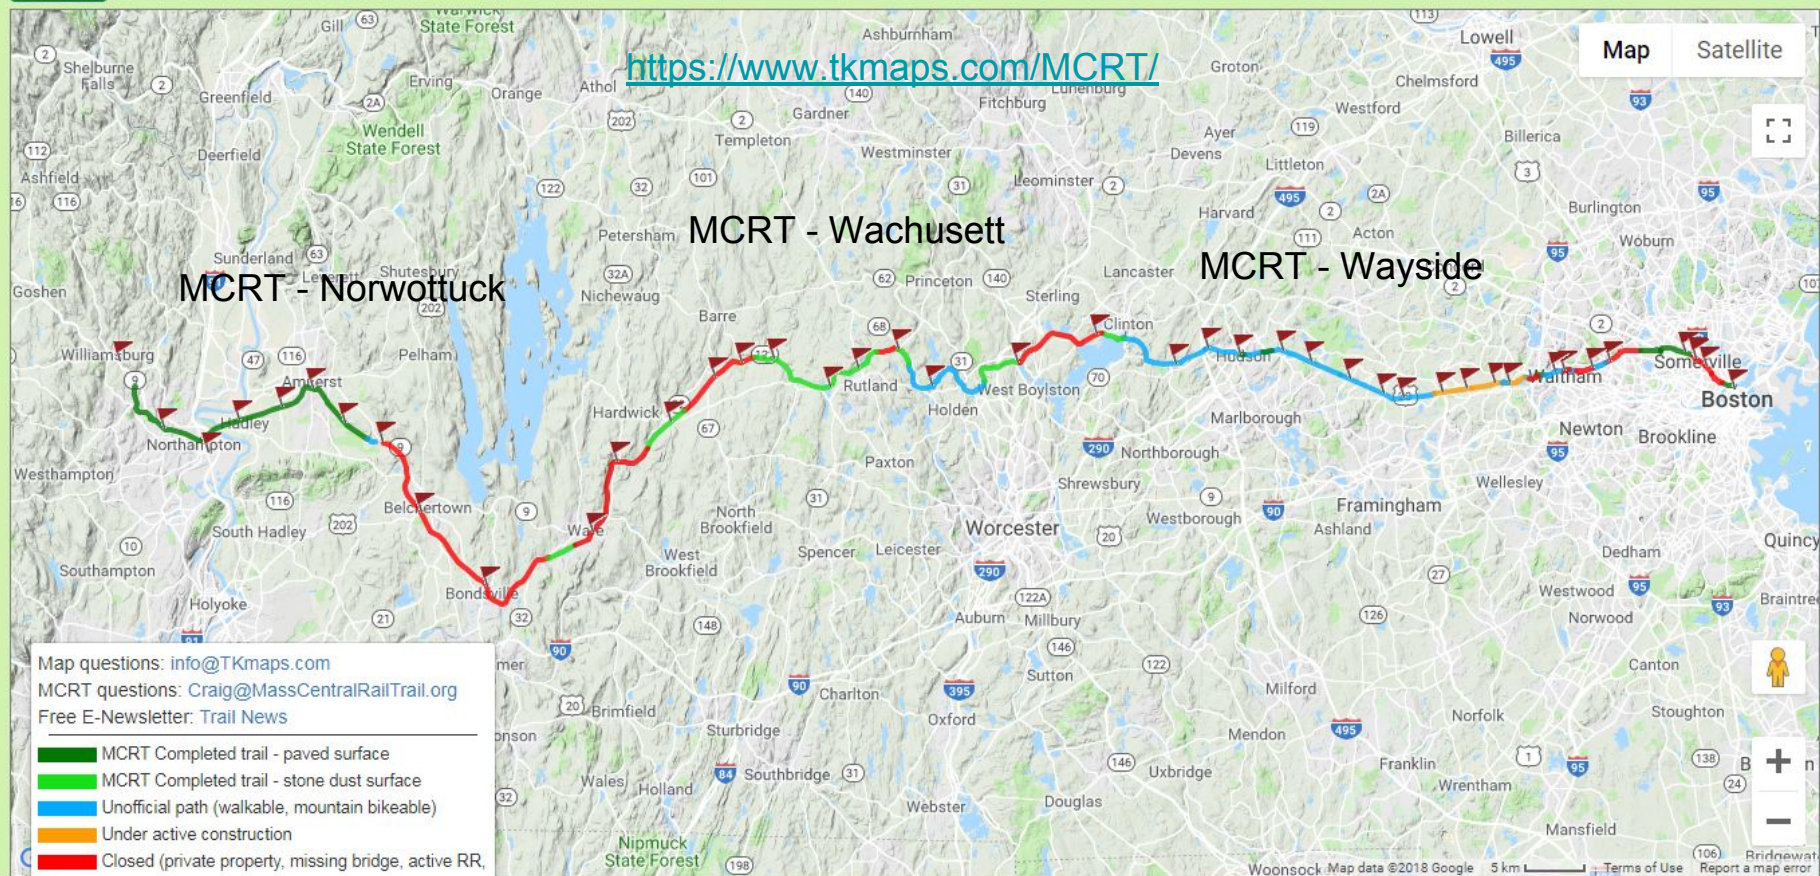 https://www.tkmaps.com/MCRT/
Map Satellite
MCRT - Norwottuck
MCRT - Wachusett
MCRT - Wayside
Warwick
State Forest
Gill
Shelburne
Falls
Greenfield
Erving
Orange
Athol
Ashburnham
Gardner
Templeton
Westminster
Fitchburg
Lunenburg
Groton
Lowell
Chelmsford
Westford
Billerica
Ayer
Littleton
Devens
Leominster
Harvard
Acton
Burlington
Woburn
Wendell
State Forest
Deerfield
Ashfield
Sunderland
Leverett
Shutesbury
Goshen
Petersham
Nichewaug
Princeton
Sterling
Lancaster
Barre
Clinton
Williamsburg
Amherst
Pelham
Hadley
Northampton
Westhampton
Hardwick
Rutland
Holden
West Boylston
Hudson
Marlborough
Waltham
Somerville
Boston
Newton
Brookline
Paxton
Northborough
Shrewsbury
Wellesley
Belchertown
South Hadley
Ware
North
Brookfield
Worcester
Westborough
Framingham
Ashland
West
Brookfield
Spencer
Leicester
Dedham
Quincy
Southampton
Bondsville
Holyoke
Westwood
Norwood
Braintree
Auburn
Millbury
Canton
Sutton
Charlton
Oxford
Milford
Norfolk
Stoughton
Brimfield
Sturbridge
Mendon
Wales
Holland
Southbridge
Uxbridge
Franklin
Wrentham
Webster
Douglas
Mansfield
Nipmuck
State Forest
Map questions: info@TKmaps.com
MCRT questions: Craig@MassCentralRailTrail.org
Free E-Newsletter: Trail News
MCRT Completed trail - paved surface
MCRT Completed trail - stone dust surface
Unofficial path (walkable, mountain bikeable)
Under active construction
Closed (private property, missing bridge, active RR,
Woonsock Map data ©2018 Google 5 km Terms of Use Report a map error